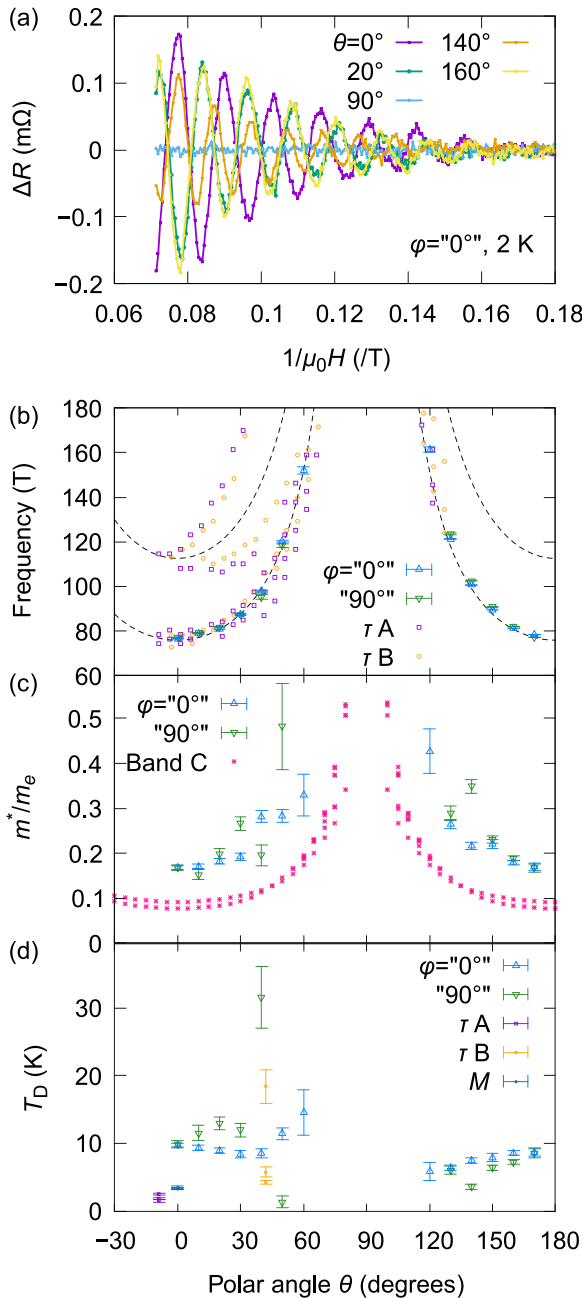 (a)
0.2
0.1
0
−0.1
−0.2
ΔR (mΩ)
θ=0°
20°
90°
140°
160°
φ="0°", 2 K
0.06 0.08 0.1 0.12 0.14 0.16 0.18
1/μ₀H (/T)
(b)
180
160
140
120
100
80
60
Frequency (T)
φ="0°"
"90°"
τ A
τ B
(c)
0.5
0.4
0.3
0.2
0.1
0
m*/mₑ
φ="0°"
"90°"
Band C
(d)
30
20
10
0
T_D (K)
φ="0°"
"90°"
τ A
τ B
M
−30 0 30 60 90 120 150 180
Polar angle θ (degrees)